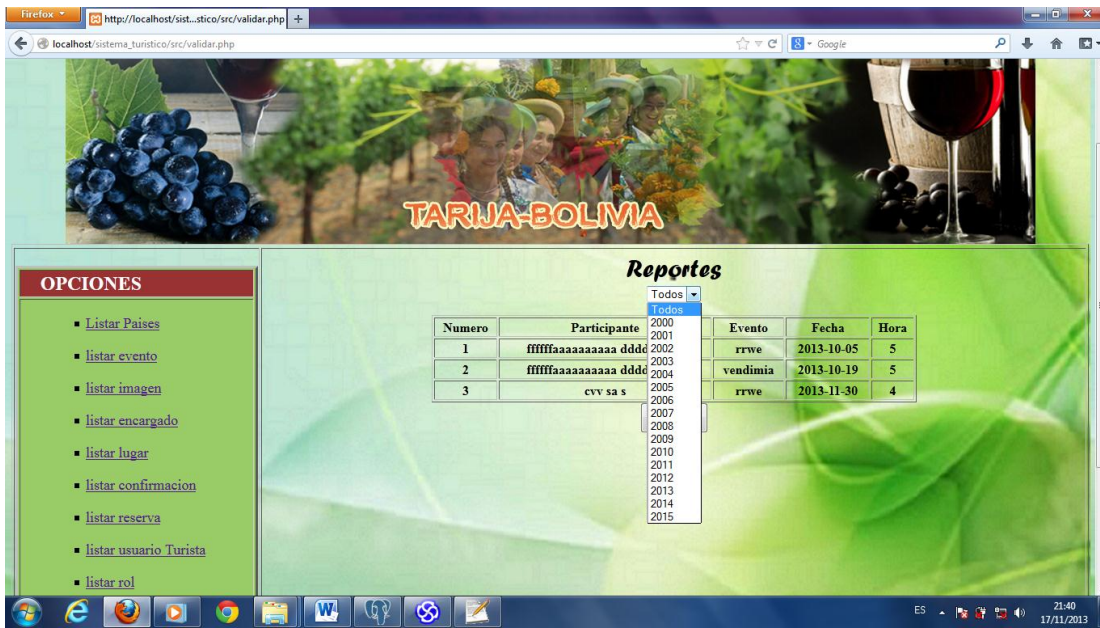 Firefox
http://localhost/sist...stico/src/validar.php
localhost/sistema_turistico/src/validar.php
Google
TARIJA-BOLIVIA
OPCIONES
Listar Paises
listar evento
listar imagen
listar encargado
listar lugar
listar confirmacion
listar reserva
listar usuario Turista
listar rol
Reportes
Todos
Todos
2000
2001
2002
2003
2004
2005
2006
2007
2008
2009
2010
2011
2012
2013
2014
2015
Numero Participante Evento Fecha Hora
1 ffffffaaaaaaaaaa dddd rrwe 2013-10-05 5
2 ffffffaaaaaaaaaa dddd vendimia 2013-10-19 5
3 cvv sa s rrwe 2013-11-30 4
ES
21:40
17/11/2013